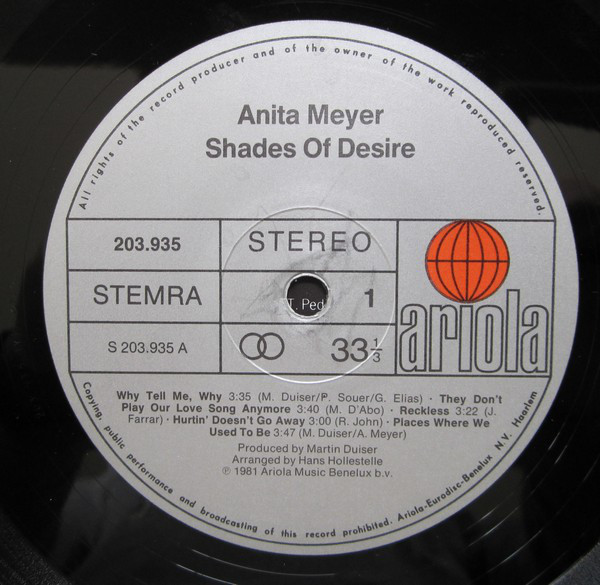 All rights of the record producer and of the owner of the work reproduced reserved.
Anita Meyer
Shades Of Desire
203.935
STEREO
STEMRA
1
T. Ped
ariola
S 203.935 A
33 1/3
Why Tell Me, Why 3:35 (M. Duiser/P. Souer/G. Elias) · They Don't
Play Our Love Song Anymore 3:40 (M. D'Abo) · Reckless 3:22 (J.
Farrar) · Hurtin' Doesn't Go Away 3:00 (R. John) · Places Where We
Used To Be 3:47 (M. Duiser/A. Meyer)
Produced by Martin Duiser
Arranged by Hans Hollestelle
℗ 1981 Ariola Music Benelux b.v.
Copying, public performance and broadcasting of this record prohibited. Ariola-Eurodisc-Benelux N.V. Haarlem